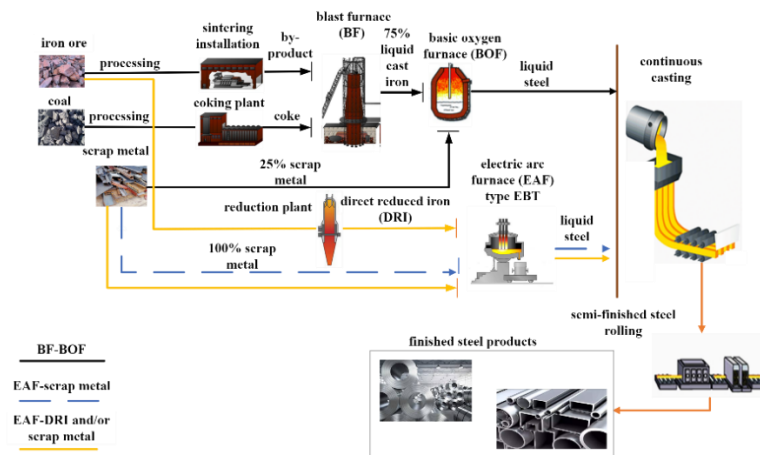 iron ore
processing
sintering
installation
by-
product
blast furnace
(BF)
75%
liquid
cast
iron
basic oxygen
furnace (BOF)
liquid
steel
continuous
casting
coal
processing
coking plant
coke
scrap metal
25% scrap
metal
electric arc
furnace (EAF)
type EBT
reduction plant
direct reduced iron
(DRI)
liquid
steel
100% scrap
metal
semi-finished steel
rolling
finished steel products
BF-BOF
EAF-scrap metal
EAF-DRI and/or
scrap metal